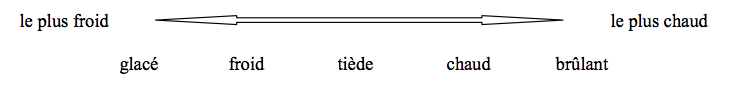 le plus froid le plus chaud
glacé froid tiède chaud brûlant